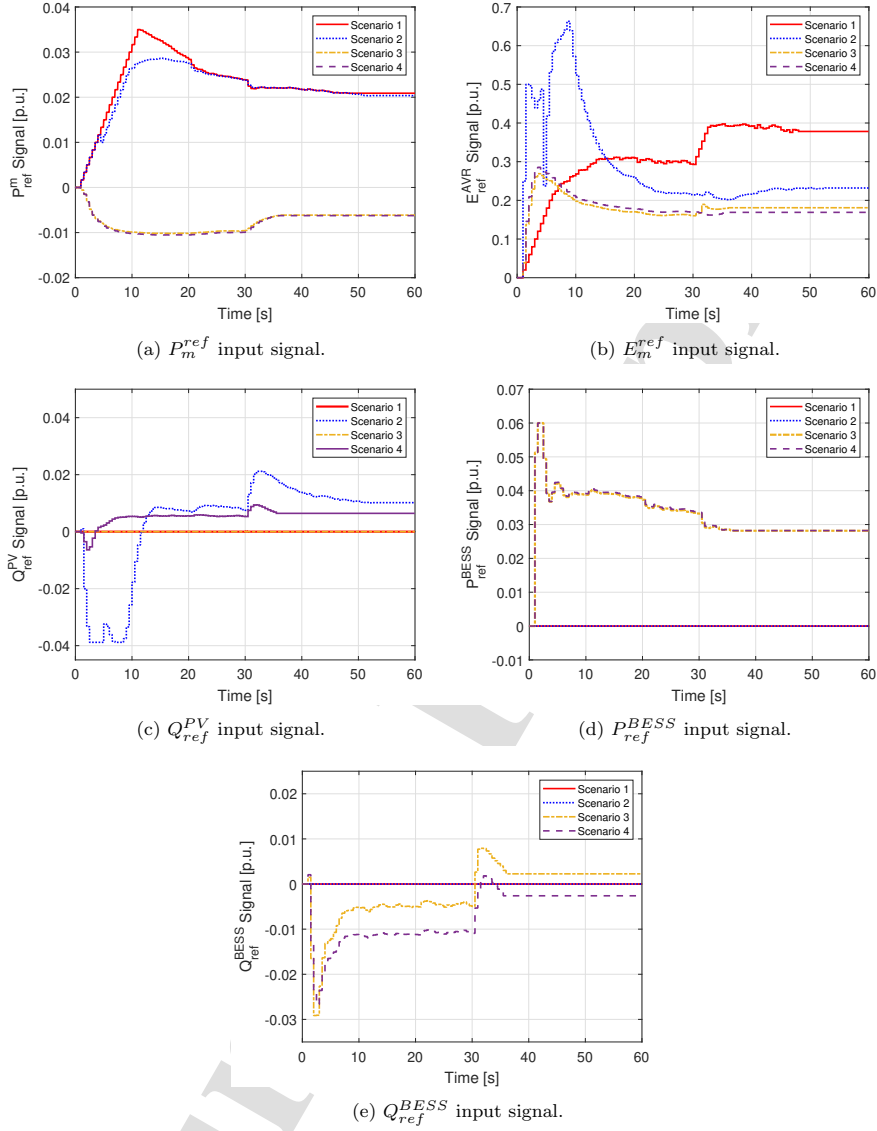 0.04
0.03
0.02
0.01
0
-0.01
-0.02
P^m_ref Signal [p.u.]
Scenario 1
Scenario 2
Scenario 3
Scenario 4
0 10 20 30 40 50 60
Time [s]
(a) P_m^{ref} input signal.
0.7
0.6
0.5
0.4
0.3
0.2
0.1
0
E^AVR_ref Signal [p.u.]
Scenario 1
Scenario 2
Scenario 3
Scenario 4
0 10 20 30 40 50 60
Time [s]
(b) E_m^{ref} input signal.
0.04
0.02
0
-0.02
-0.04
Q^PV_ref Signal [p.u.]
Scenario 1
Scenario 2
Scenario 3
Scenario 4
0 10 20 30 40 50 60
Time [s]
(c) Q_{ref}^{PV} input signal.
0.07
0.06
0.05
0.04
0.03
0.02
0.01
0
-0.01
P^BESS_ref Signal [p.u.]
Scenario 1
Scenario 2
Scenario 3
Scenario 4
0 10 20 30 40 50 60
Time [s]
(d) P_{ref}^{BESS} input signal.
0.02
0.01
0
-0.01
-0.02
-0.03
Q^BESS_ref Signal [p.u.]
Scenario 1
Scenario 2
Scenario 3
Scenario 4
0 10 20 30 40 50 60
Time [s]
(e) Q_{ref}^{BESS} input signal.